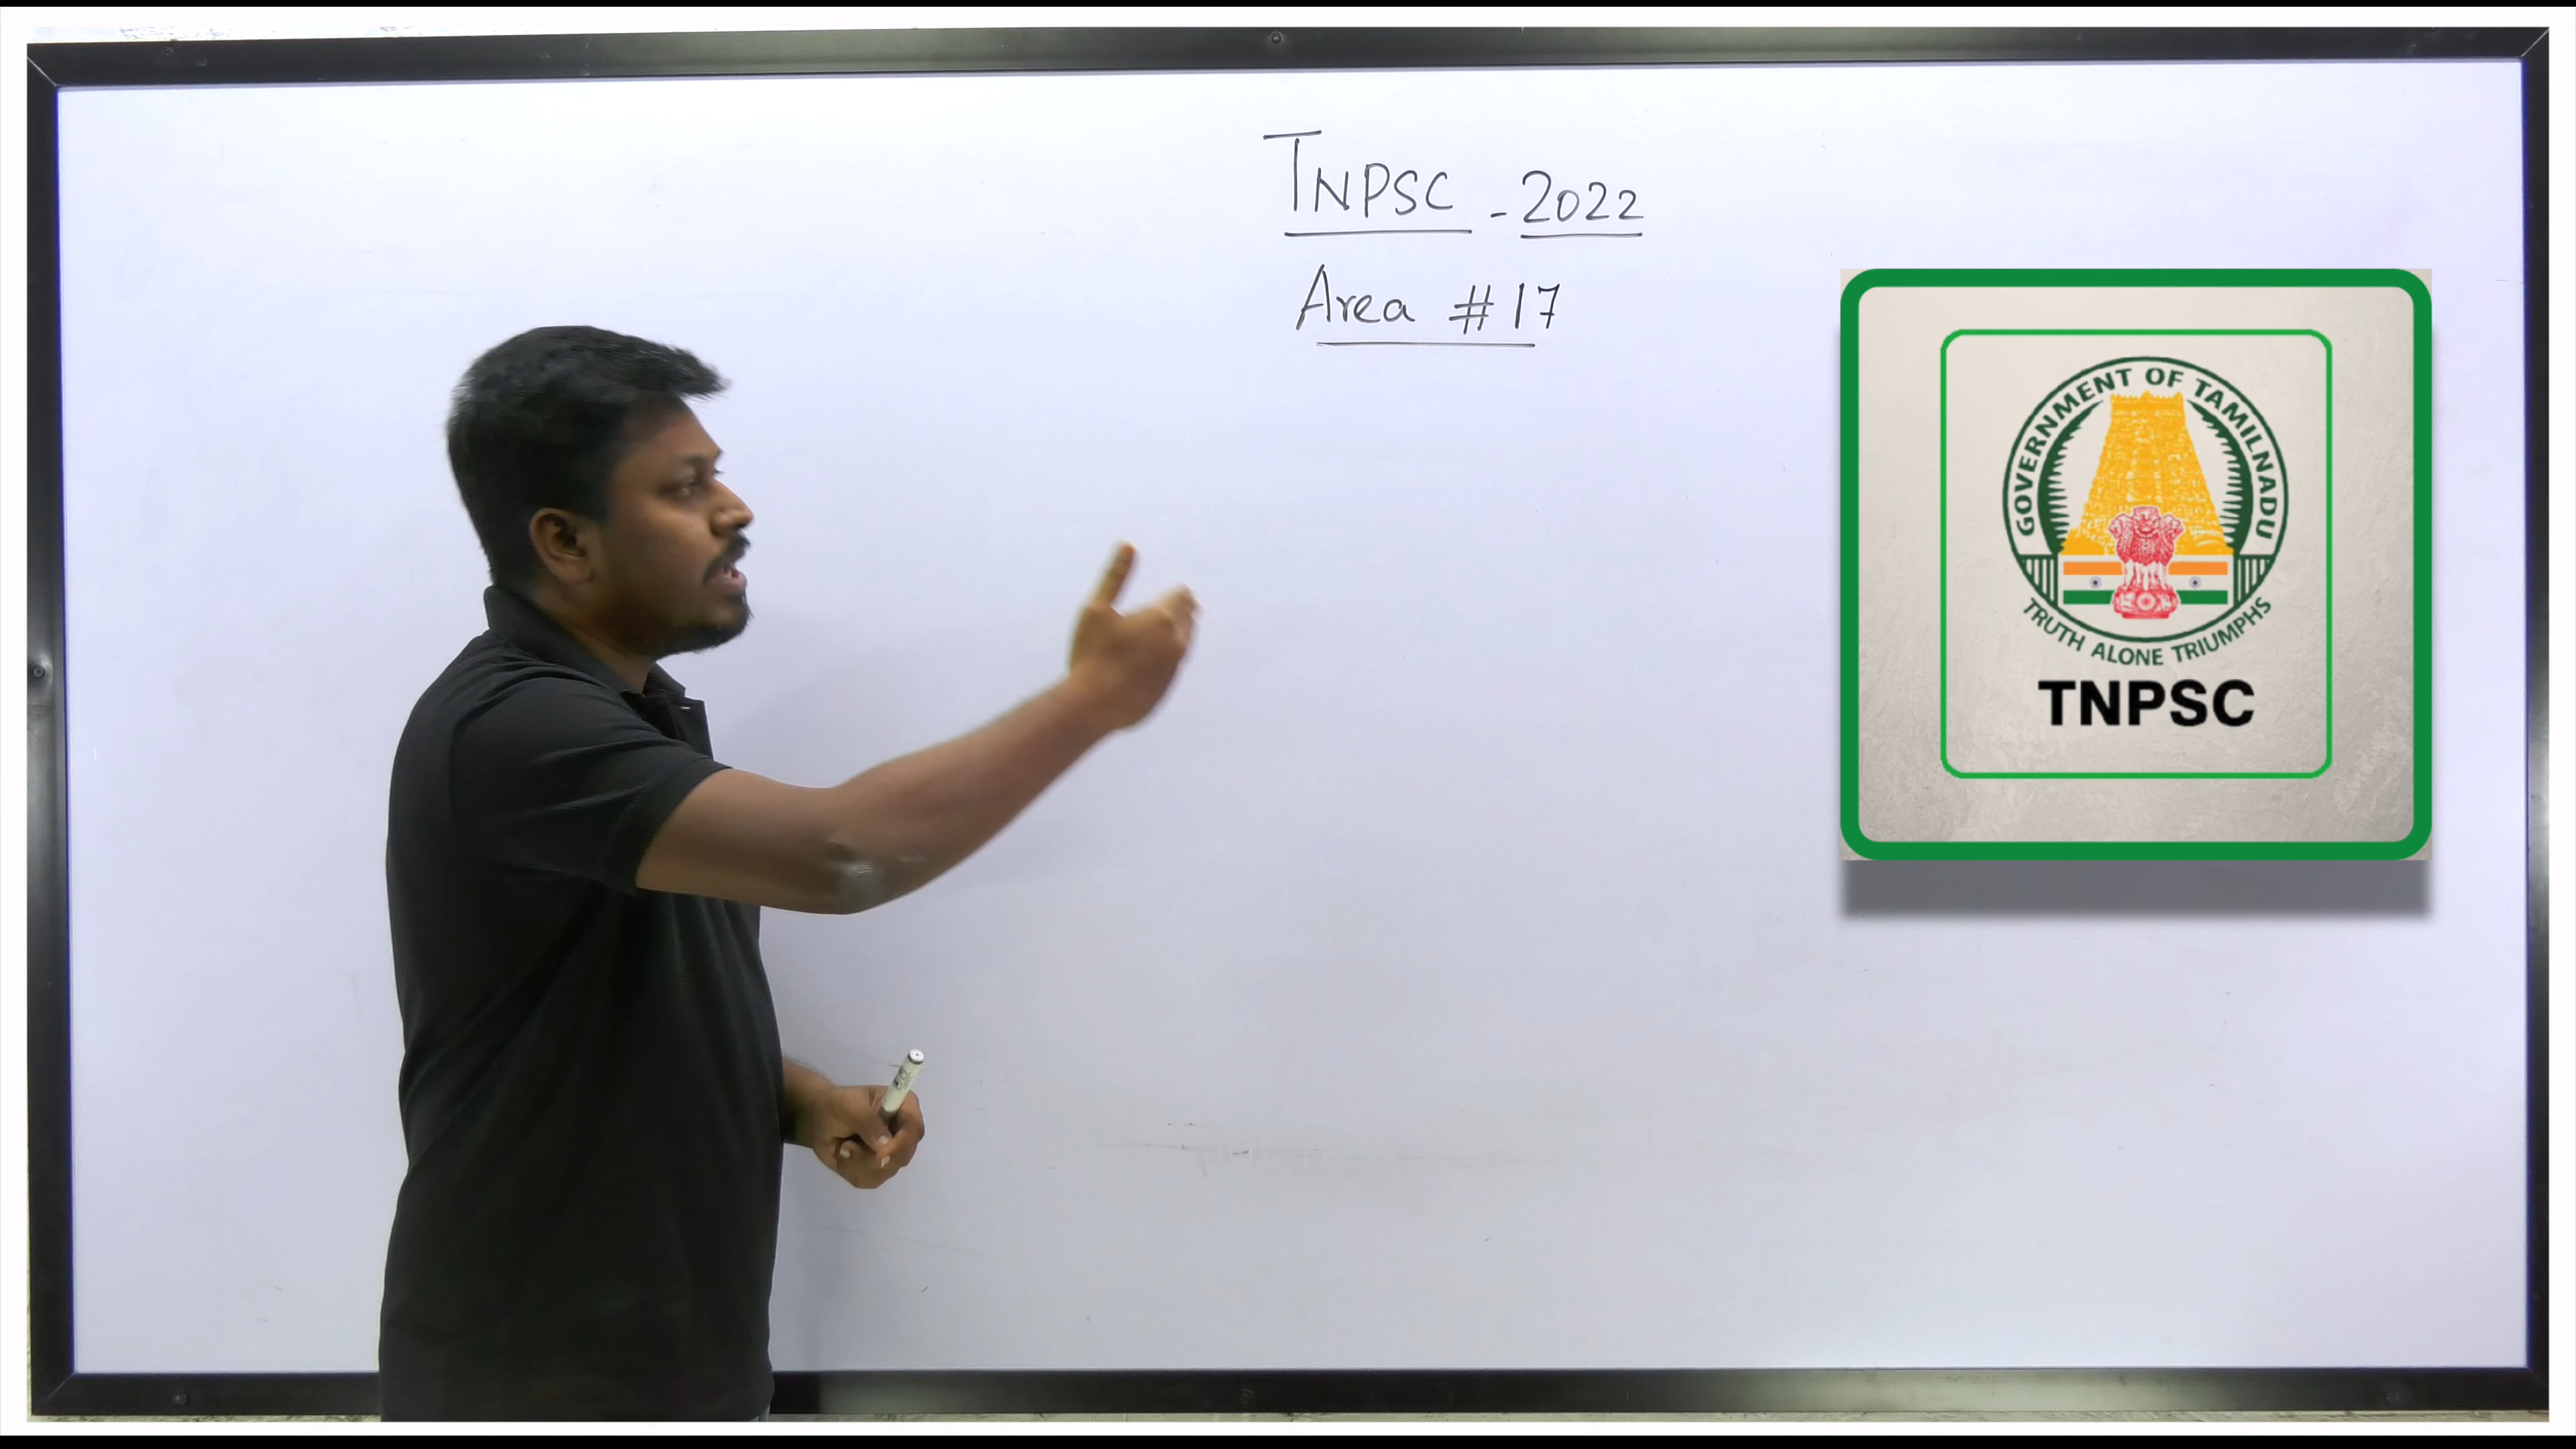 TNPSC - 2022
Area #17
GOVERNMENT OF TAMILNADU
TRUTH ALONE TRIUMPHS
TNPSC